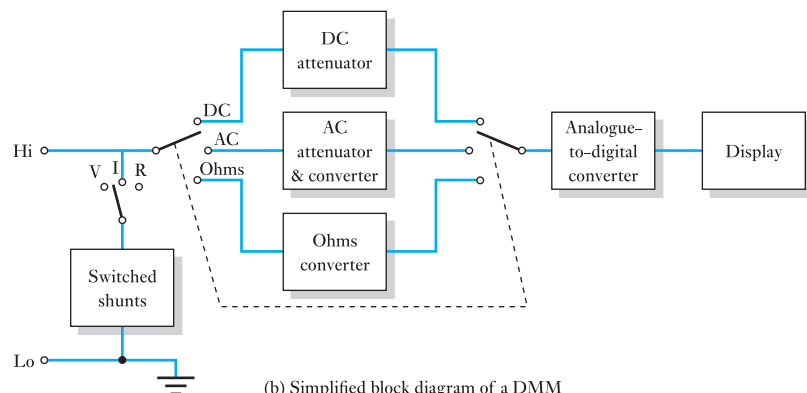 DC
attenuator
DC
Hi
AC
AC
attenuator
& converter
Analogue–
to–digital
converter
Display
V
I
R
Ohms
Ohms
converter
Switched
shunts
Lo
(b) Simplified block diagram of a DMM